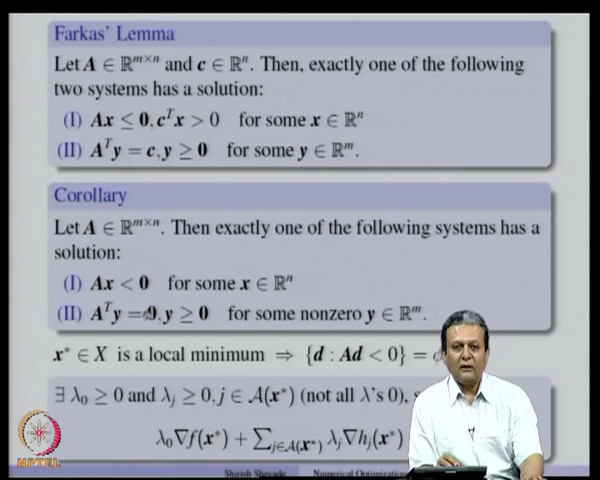 Farkas' Lemma
Let A ∈ ℝ^{m×n} and c ∈ ℝ^n. Then, exactly one of the following
two systems has a solution:
(I) Ax ≤ 0, c^T x > 0 for some x ∈ ℝ^n
(II) A^T y = c, y ≥ 0 for some y ∈ ℝ^m.
Corollary
Let A ∈ ℝ^{m×n}. Then exactly one of the following systems has a
solution:
(I) Ax < 0 for some x ∈ ℝ^n
(II) A^T y = 0, y ≥ 0 for some nonzero y ∈ ℝ^m.
x* ∈ X is a local minimum ⇒ {d : Ad < 0} = ϕ
∃ λ_0 ≥ 0 and λ_j ≥ 0, j ∈ 𝒜(x*) (not all λ's 0),
λ_0 ∇f(x*) + ∑_{j∈𝒜(x*)} λ_j ∇h_j(x*)
NPTEL
Shirish Shevade Numerical Optimization